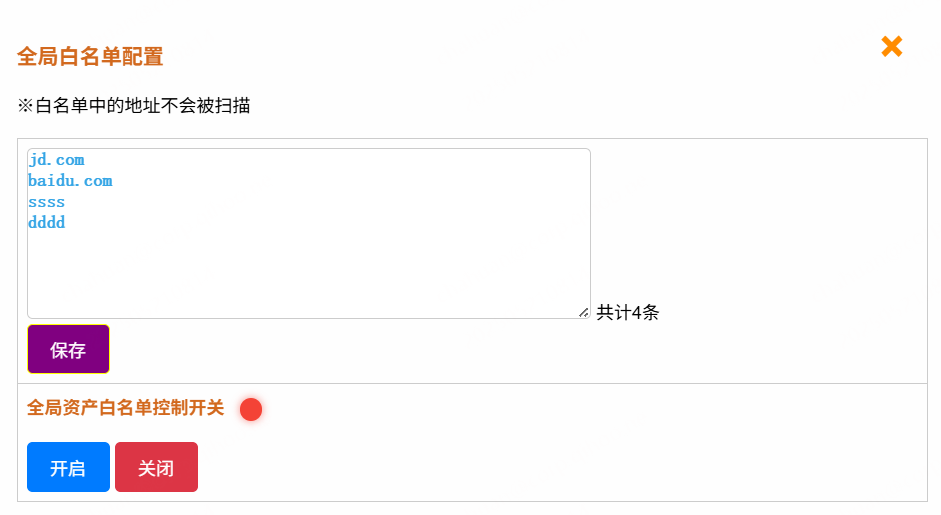 全局白名单配置
※白名单中的地址不会被扫描
jd.com
baidu.com
ssss
dddd
共计4条
保存
全局资产白名单控制开关
开启 关闭